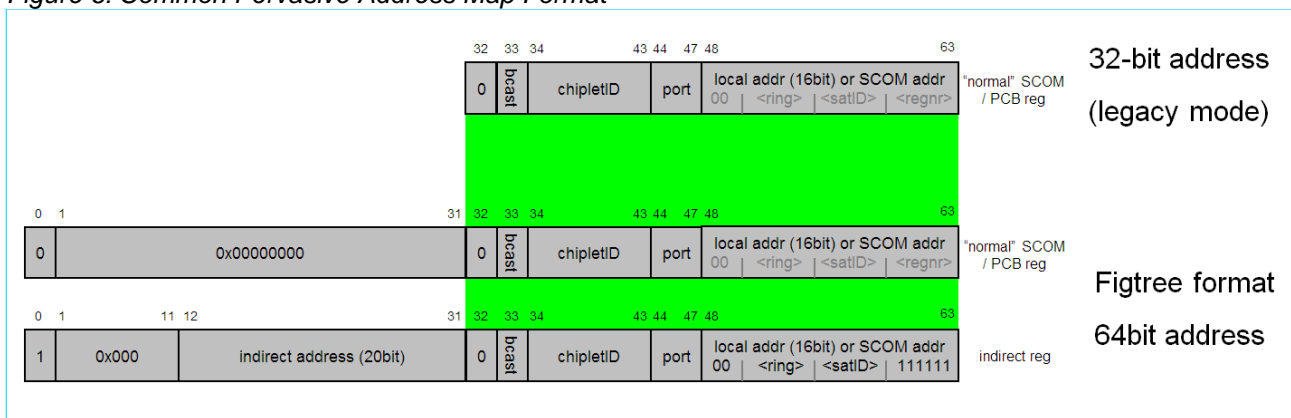 Figure 3. Common Pervasive Address Map Format
32 33 34 43 44 47 48 63
0 bcast chipletID port local addr (16bit) or SCOM addr
00 | <ring> | <satID> | <regnr>
"normal" SCOM
/ PCB reg
32-bit address
(legacy mode)
0 1 31 32 33 34 43 44 47 48 63
0 0x00000000 0 bcast chipletID port local addr (16bit) or SCOM addr
00 | <ring> | <satID> | <regnr>
"normal" SCOM
/ PCB reg
Figtree format
64bit address
0 1 11 12 31 32 33 34 43 44 47 48 63
1 0x000 indirect address (20bit) 0 bcast chipletID port local addr (16bit) or SCOM addr
00 | <ring> | <satID> | 111111
indirect reg